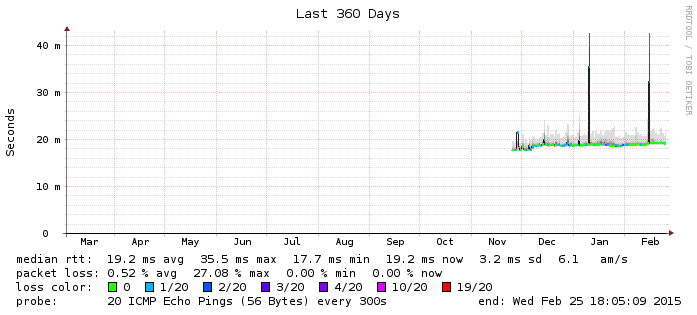 Last 360 Days
RRDTOOL / TOBI OETIKER
Seconds
40 m
30 m
20 m
10 m
0
Mar Apr May Jun Jul Aug Sep Oct Nov Dec Jan Feb
median rtt: 19.2 ms avg 35.5 ms max 17.7 ms min 19.2 ms now 3.2 ms sd 6.1 am/s
packet loss: 0.52 % avg 27.08 % max 0.00 % min 0.00 % now
loss color: 0 1/20 2/20 3/20 4/20 10/20 19/20
probe: 20 ICMP Echo Pings (56 Bytes) every 300s end: Wed Feb 25 18:05:09 2015